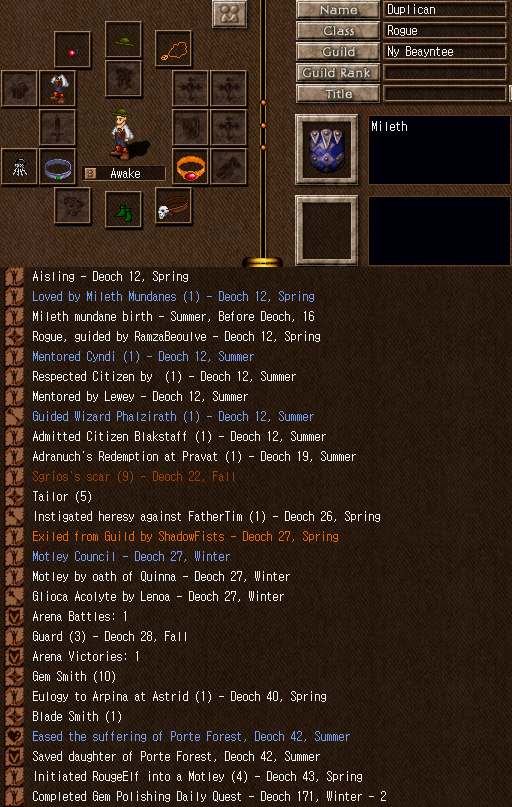 Name Duplican
Class Rogue
Guild Ny Beayntee
Guild Rank
Title
Mileth
Awake
Aisling - Deoch 12, Spring
Loved by Mileth Mundanes (1) - Deoch 12, Spring
Mileth mundane birth - Summer, Before Deoch, 16
Rogue, guided by RamzaBeoulve - Deoch 12, Spring
Mentored Cyndi (1) - Deoch 12, Summer
Respected Citizen by  (1) - Deoch 12, Summer
Mentored by Lewey - Deoch 12, Summer
Guided Wizard Phalzirath (1) - Deoch 12, Summer
Admitted Citizen Blakstaff (1) - Deoch 12, Summer
Adranuch's Redemption at Pravat (1) - Deoch 19, Summer
Sgrios's scar (9) - Deoch 22, Fall
Tailor (5)
Instigated heresy against FatherTim (1) - Deoch 26, Spring
Exiled from Guild by ShadowFists - Deoch 27, Spring
Motley Council - Deoch 27, Winter
Motley by oath of Quinna - Deoch 27, Winter
Glioca Acolyte by Lenoa - Deoch 27, Winter
Arena Battles: 1
Guard (3) - Deoch 28, Fall
Arena Victories: 1
Gem Smith (10)
Eulogy to Arpina at Astrid (1) - Deoch 40, Spring
Blade Smith (1)
Eased the suffering of Porte Forest, Deoch 42, Summer
Saved daughter of Porte Forest, Deoch 42, Summer
Initiated RougeElf into a Motley (4) - Deoch 43, Spring
Completed Gem Polishing Daily Quest - Deoch 171, Winter - 2